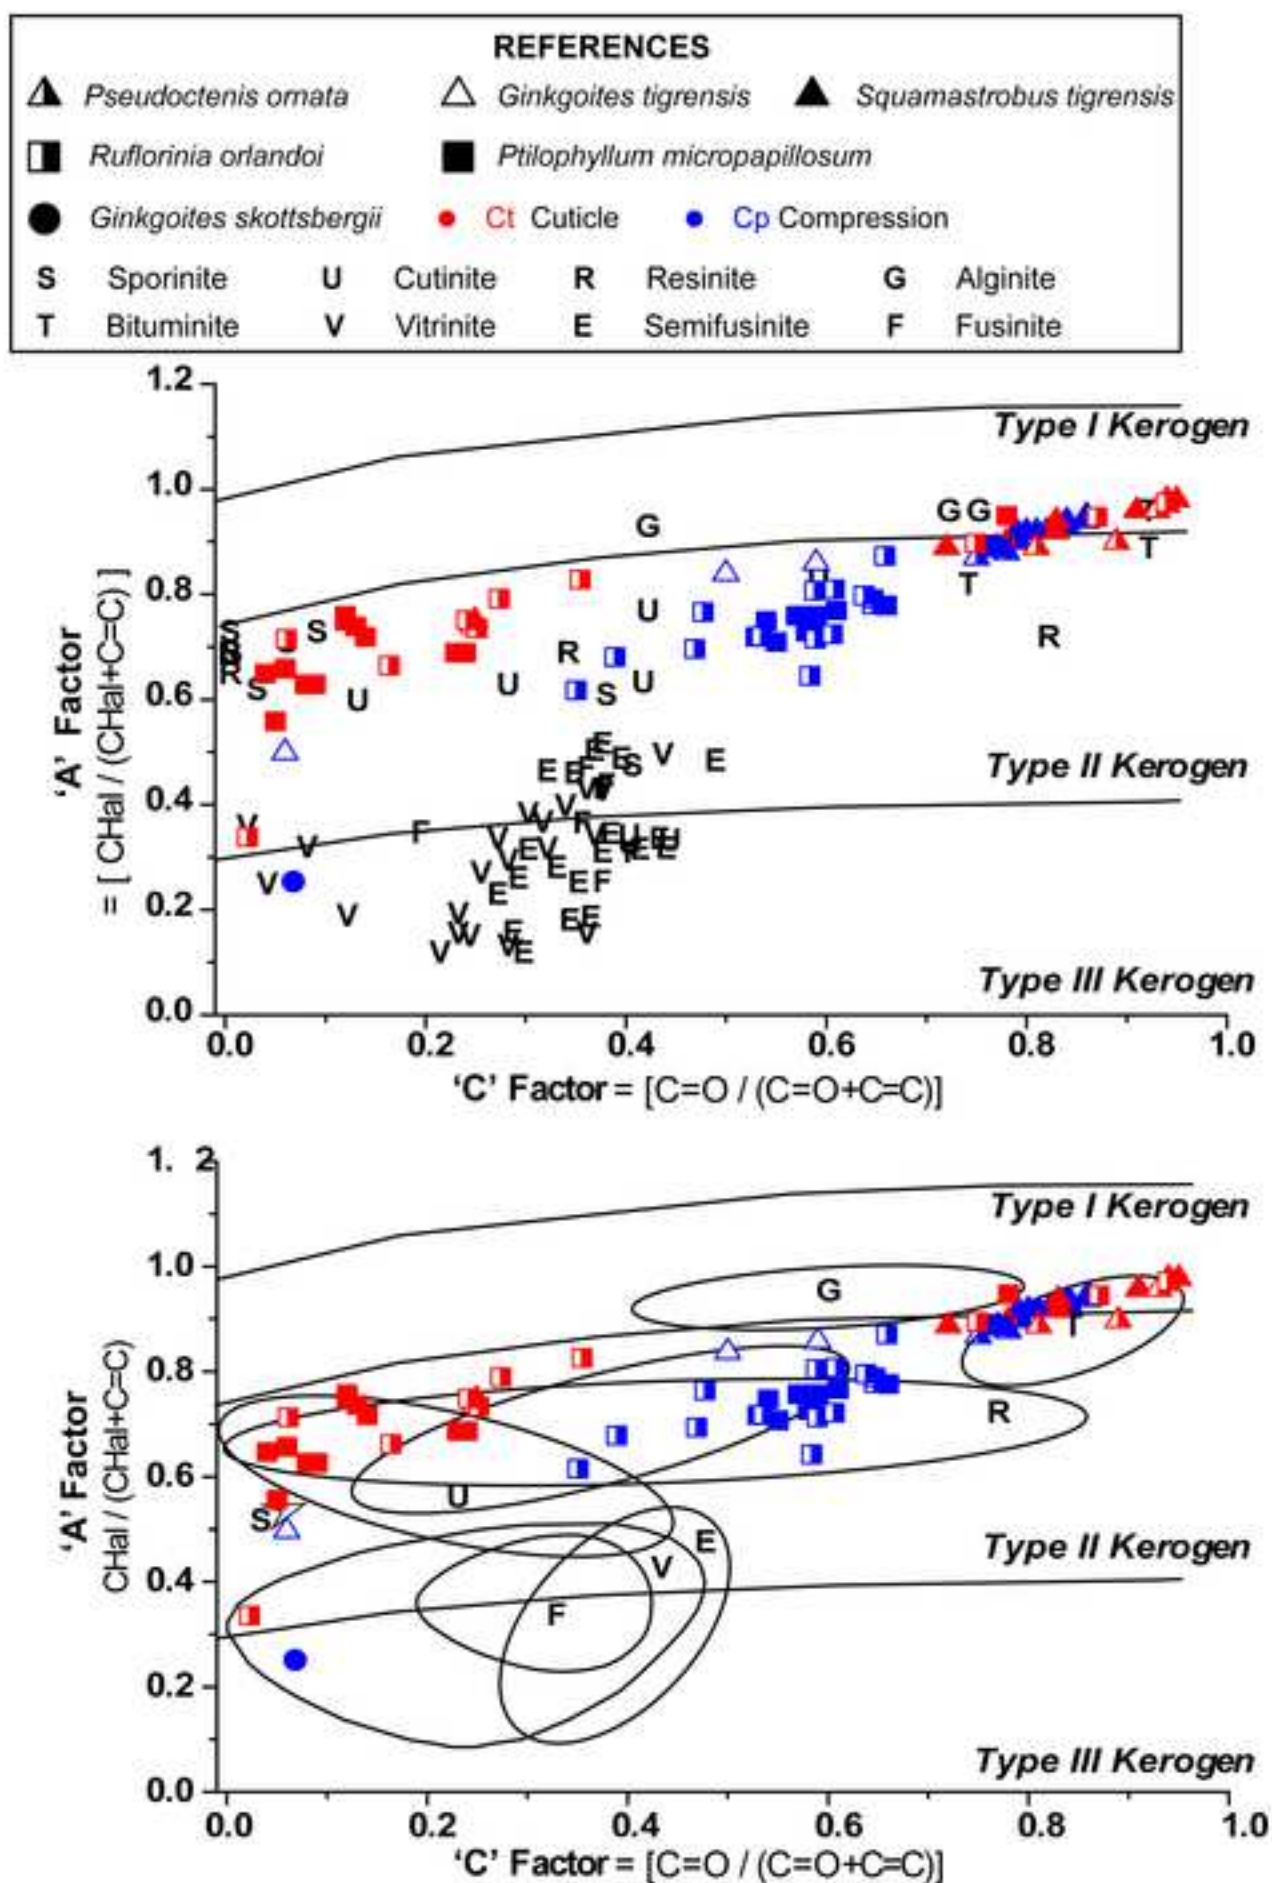 REFERENCES
Pseudoctenis ornata Ginkgoites tigrensis Squamastrobus tigrensis
Ruflorinia orlandoi Ptilophyllum micropapillosum
Ginkgoites skottsbergii Ct Cuticle Cp Compression
S Sporinite U Cutinite R Resinite G Alginite
T Bituminite V Vitrinite E Semifusinite F Fusinite
1.2
1.0
0.8
0.6
0.4
0.2
0.0
'A' Factor
= [ CHal / (CHal+C=C)]
Type I Kerogen
Type II Kerogen
Type III Kerogen
G G G
T T
R R
S S S S
U U U U
V V V V V
E E E
F F
0.0 0.2 0.4 0.6 0.8 1.0
'C' Factor = [C=O / (C=O+C=C)]
1. 2
1.0
0.8
0.6
0.4
0.2
0.0
'A' Factor
CHal / (CHal+C=C)
Type I Kerogen
G
T
R
U
S
E
V
F
Type II Kerogen
Type III Kerogen
0.0 0.2 0.4 0.6 0.8 1.0
'C' Factor = [C=O / (C=O+C=C)]